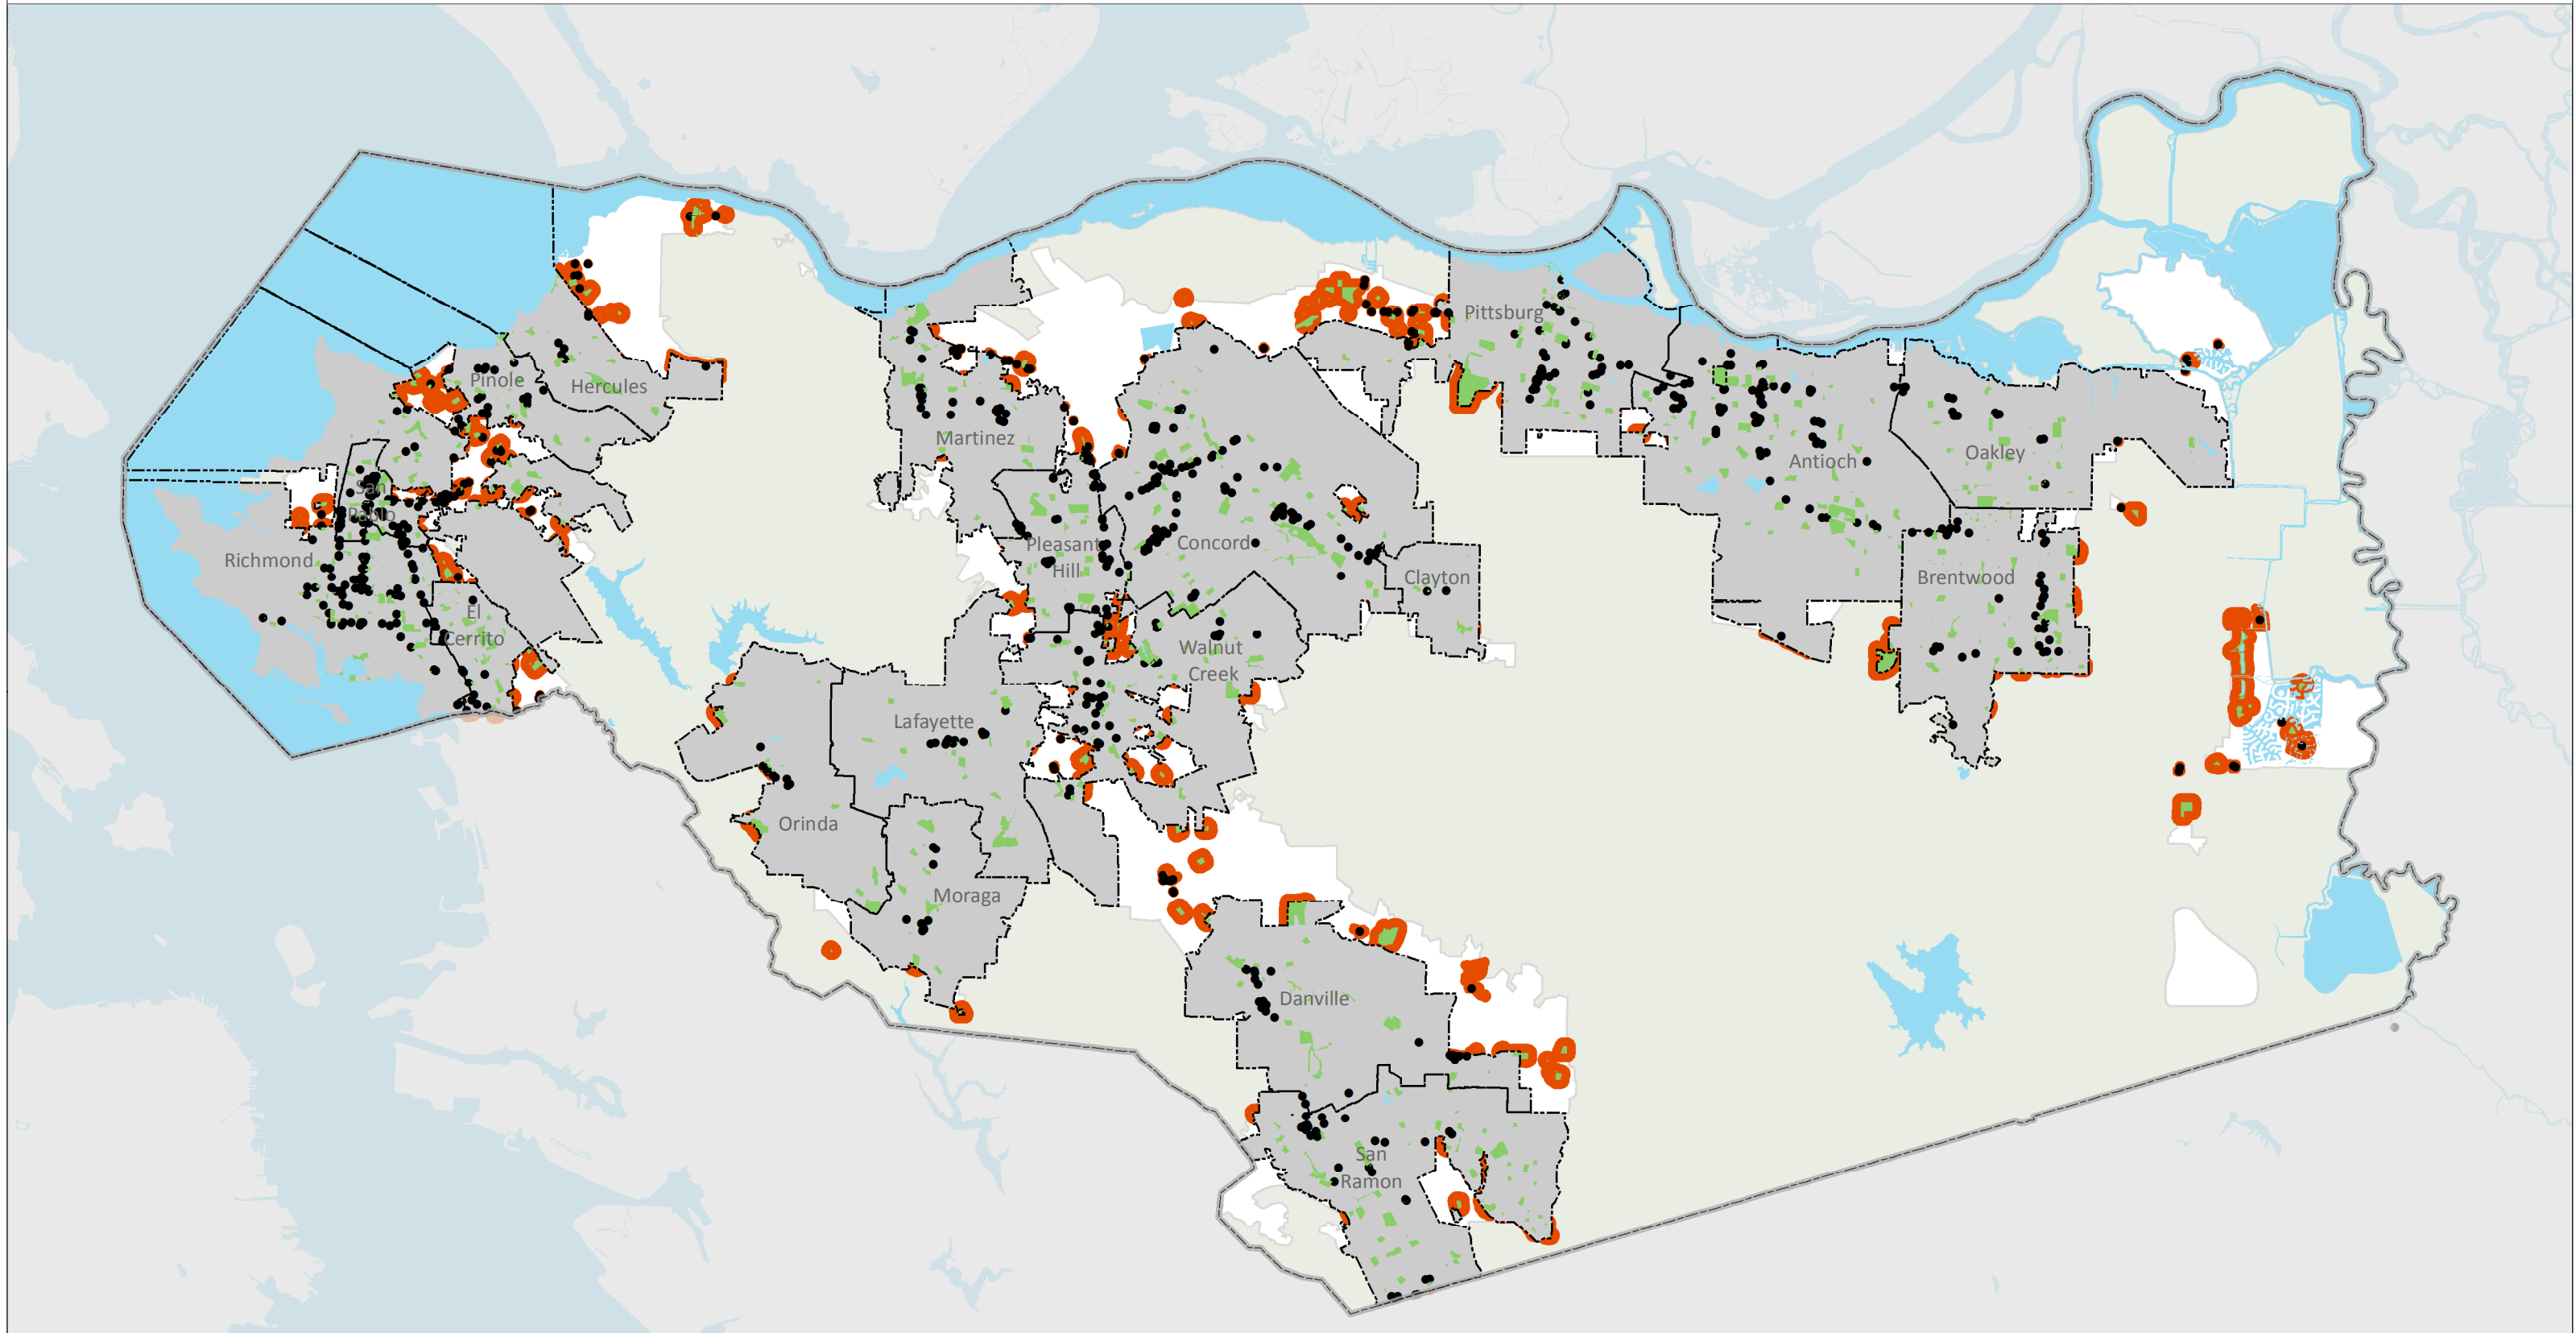 Pittsburg
Pinole
Hercules
Martinez
Antioch
Oakley
San
Pablo
Richmond
Pleasant
Hill
Concord
Clayton
Brentwood
El
Cerrito
Walnut
Creek
Lafayette
Orinda
Moraga
Danville
San
Ramon